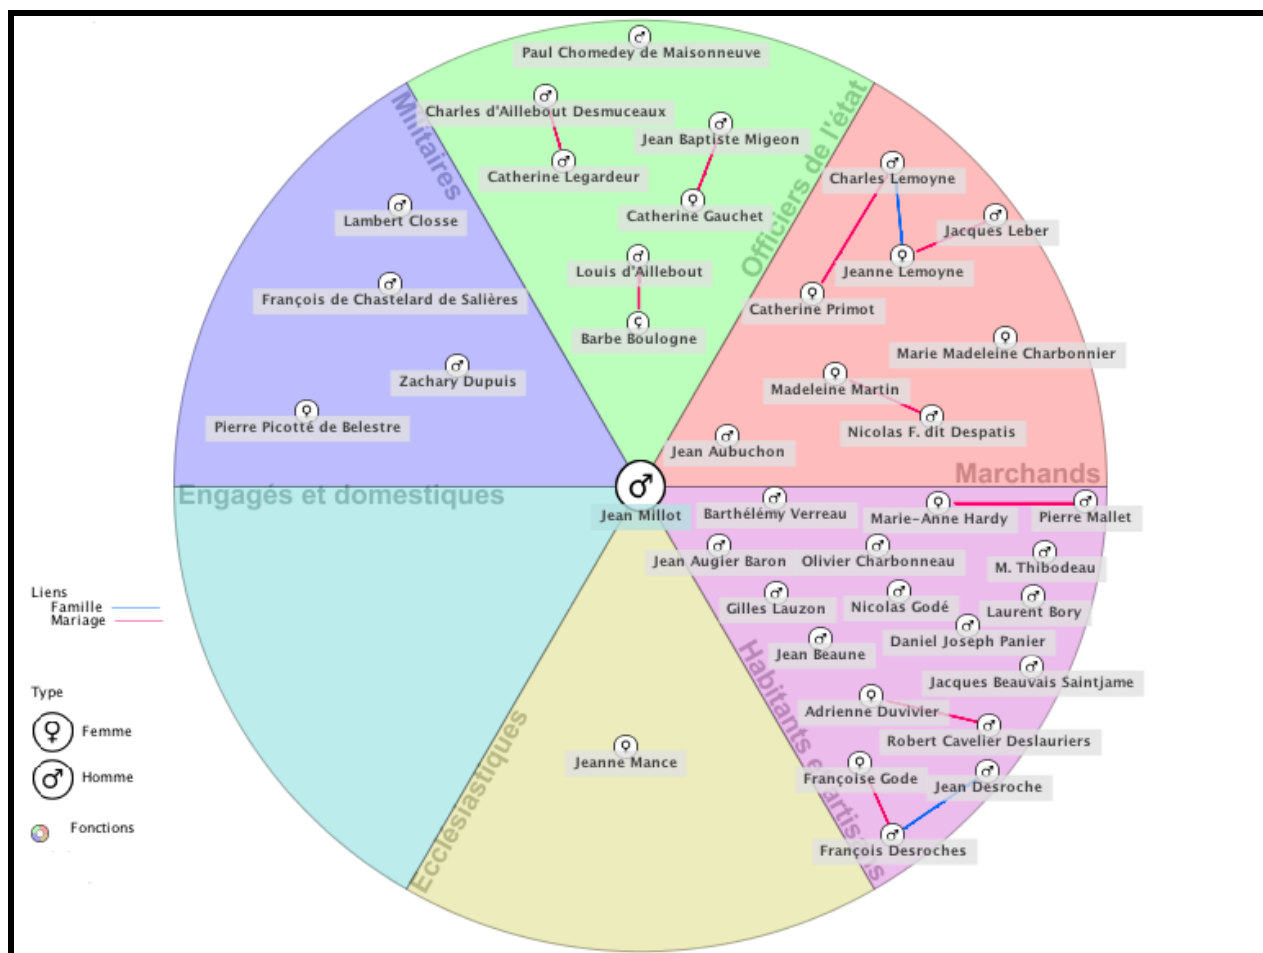 Paul Chomedey de Maisonneuve
Charles d'Aillebout Desmuceaux
Jean Baptiste Migeon
Catherine Legardeur
Catherine Gauchet
Louis d'Aillebout
Barbe Boulogne
Officiers de l'état
Militaires
Lambert Closse
François de Chastelard de Salières
Zachary Dupuis
Pierre Picotté de Belestre
Charles Lemoyne
Jacques Leber
Jeanne Lemoyne
Catherine Primot
Marie Madeleine Charbonnier
Madeleine Martin
Nicolas F. dit Despatis
Jean Aubuchon
Marchands
Engagés et domestiques
Jean Millot
Barthélémy Verreau
Marie-Anne Hardy
Pierre Mallet
Jean Augier Baron
Olivier Charbonneau
M. Thibodeau
Gilles Lauzon
Nicolas Godé
Laurent Bory
Daniel Joseph Panier
Jean Beaune
Jacques Beauvais Saintjame
Adrienne Duvivier
Robert Cavelier Deslauriers
Françoise Gode
Jean Desroche
François Desroches
Habitants et artisans
Jeanne Mance
Ecclésiastiques
Liens
Famille
Mariage
Type
Femme
Homme
Fonctions